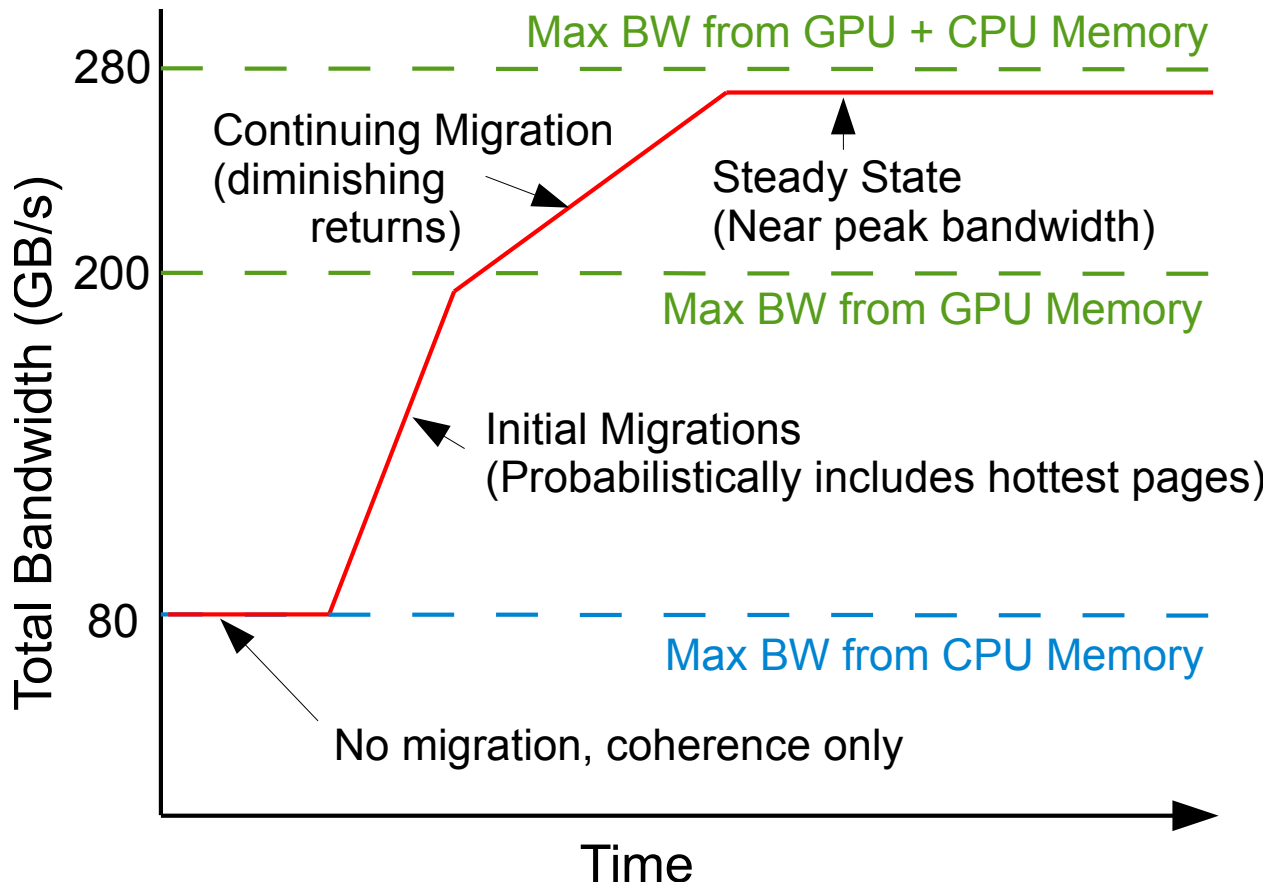 Max BW from GPU + CPU Memory
280
Continuing Migration
(diminishing
returns)
Steady State
(Near peak bandwidth)
200
Max BW from GPU Memory
Total Bandwidth (GB/s)
Initial Migrations
(Probabilistically includes hottest pages)
80
Max BW from CPU Memory
No migration, coherence only
Time